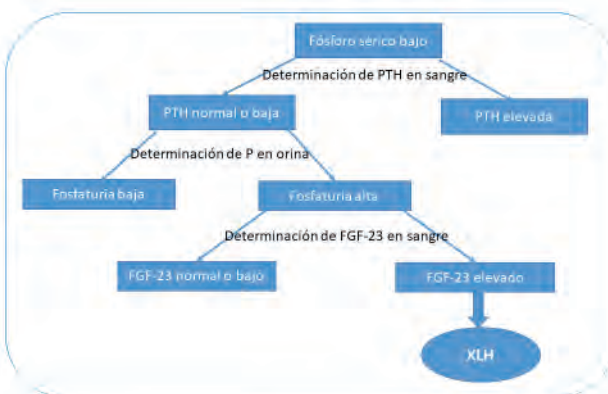 Fósforo sérico bajo
Determinación de PTH en sangre
PTH normal o baja
PTH elevada
Determinación de P en orina
Fosfaturia baja
Fosfaturia alta
Determinación de FGF-23 en sangre
FGF-23 normal o bajo
FGF-23 elevado
XLH